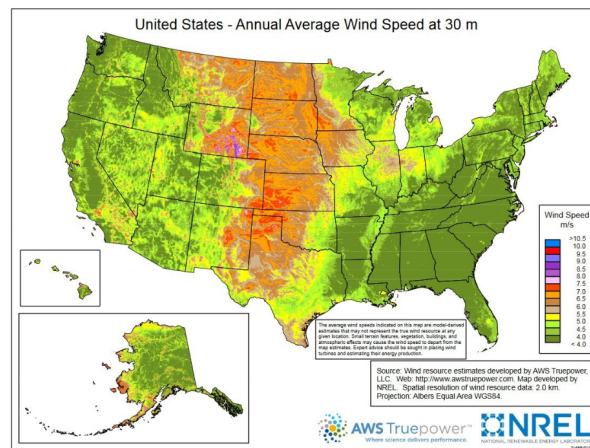 United States - Annual Average Wind Speed at 30 m
Wind Speed
m/s
>10.5
10.0
9.5
9.0
8.5
8.0
7.5
7.0
6.5
6.0
5.5
5.0
4.5
4.0
< 4.0
The average wind speeds indicated on this map are model-derived
estimates that may not represent the true wind resource at any
given location. Small terrain features, vegetation, buildings, and
atmospheric effects may cause the wind speed to depart from the
map estimates. Expert advice should be sought in placing wind
turbines and estimating their energy production.
Source: Wind resource estimates developed by AWS Truepower,
LLC. Web: http://www.awstruepower.com. Map developed by
NREL. Spatial resolution of wind resource data: 2.0 km.
Projection: Albers Equal Area WGS84.
AWS Truepower™
Where science delivers performance.
NREL
NATIONAL RENEWABLE ENERGY LABORATORY